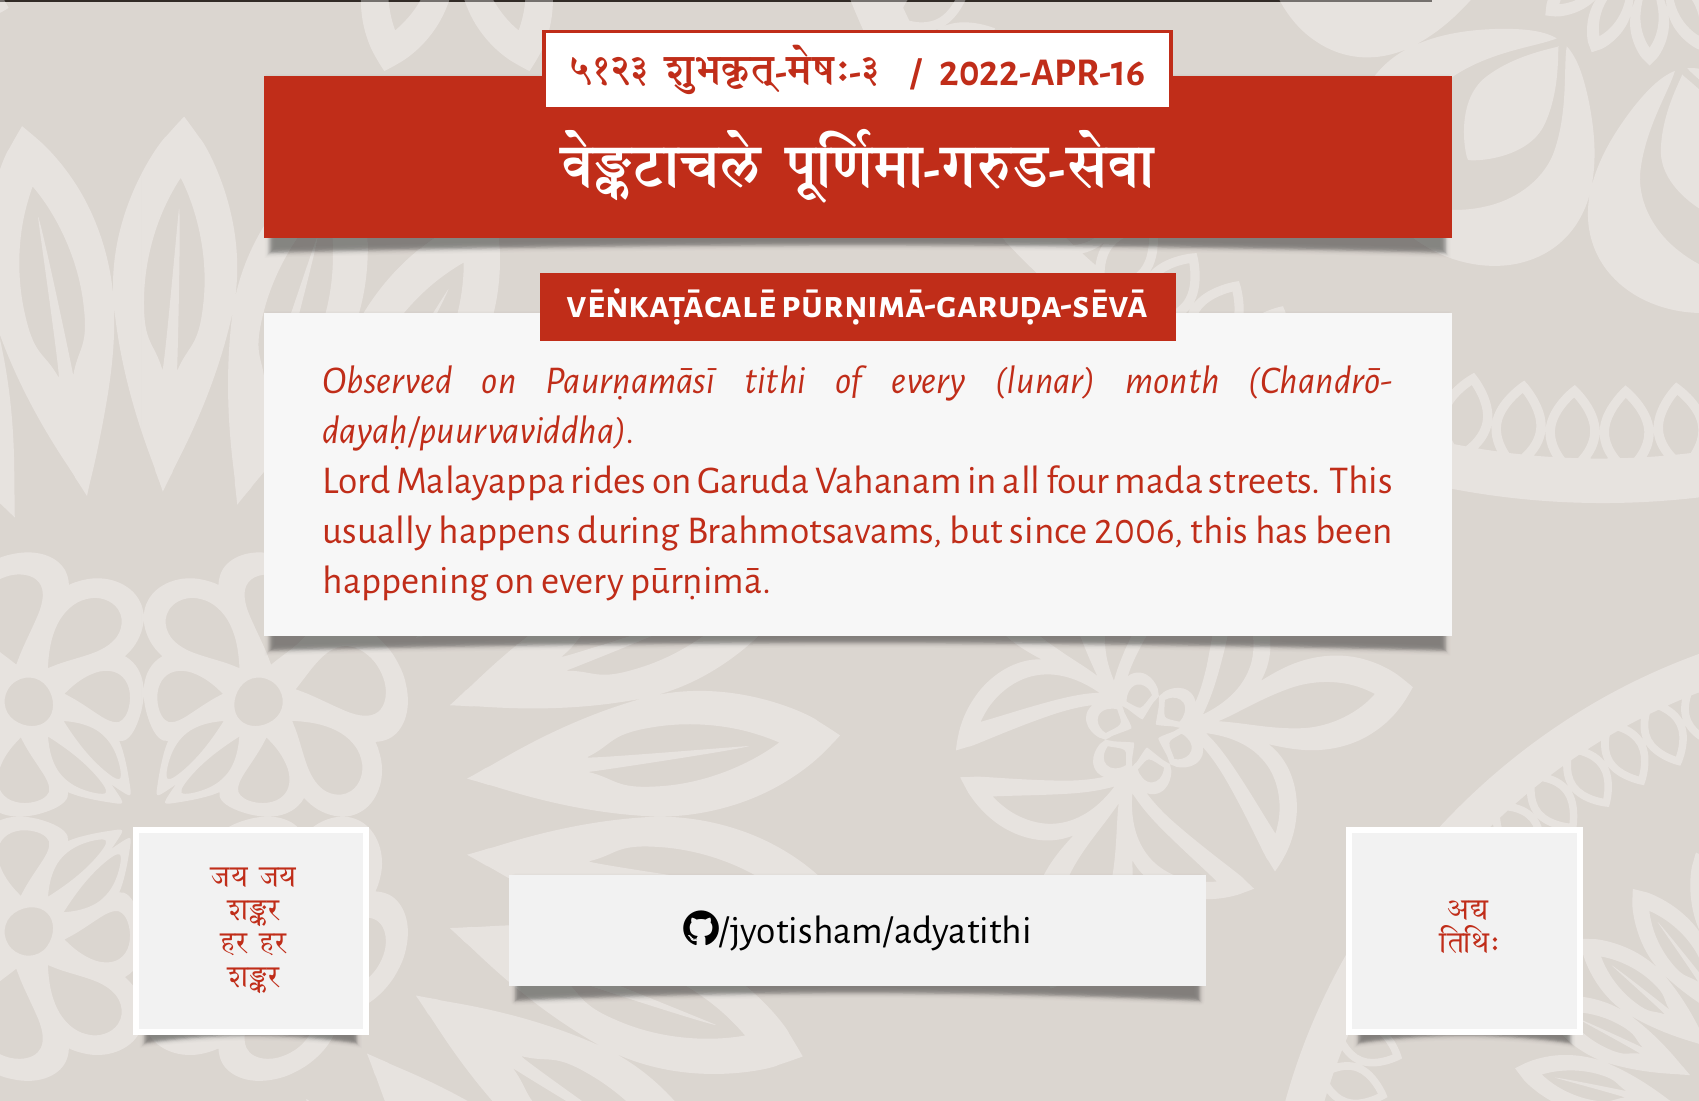 ५१२३ शुभकृत्-मेषः-३ / 2022-APR-16
वेङ्कटाचले पूर्णिमा-गरुड-सेवा
VĒṄKAṬĀCALĒ PŪRṆIMĀ-GARUḌA-SĒVĀ
Observed on Paurṇamāsī tithi of every (lunar) month (Chandrō-
dayaḥ/puurvaviddha).
Lord Malayappa rides on Garuda Vahanam in all four mada streets. This
usually happens during Brahmotsavams, but since 2006, this has been
happening on every pūrṇimā.
जय जय
शङ्कर
हर हर
शङ्कर
/jyotisham/adyatithi
अद्य
तिथिः